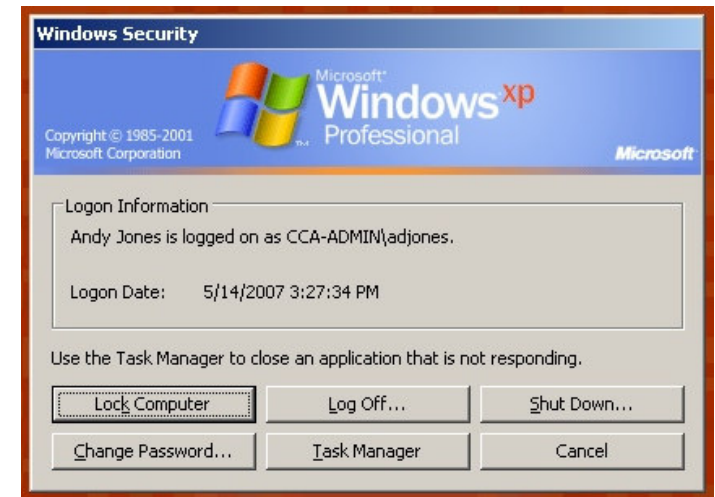 Windows Security
Microsoft®
Windows xp
Professional
Copyright © 1985-2001
Microsoft Corporation
Microsoft
Logon Information
Andy Jones is logged on as CCA-ADMIN\adjones.
Logon Date: 5/14/2007 3:27:34 PM
Use the Task Manager to close an application that is not responding.
Lock Computer Log Off... Shut Down...
Change Password... Task Manager Cancel